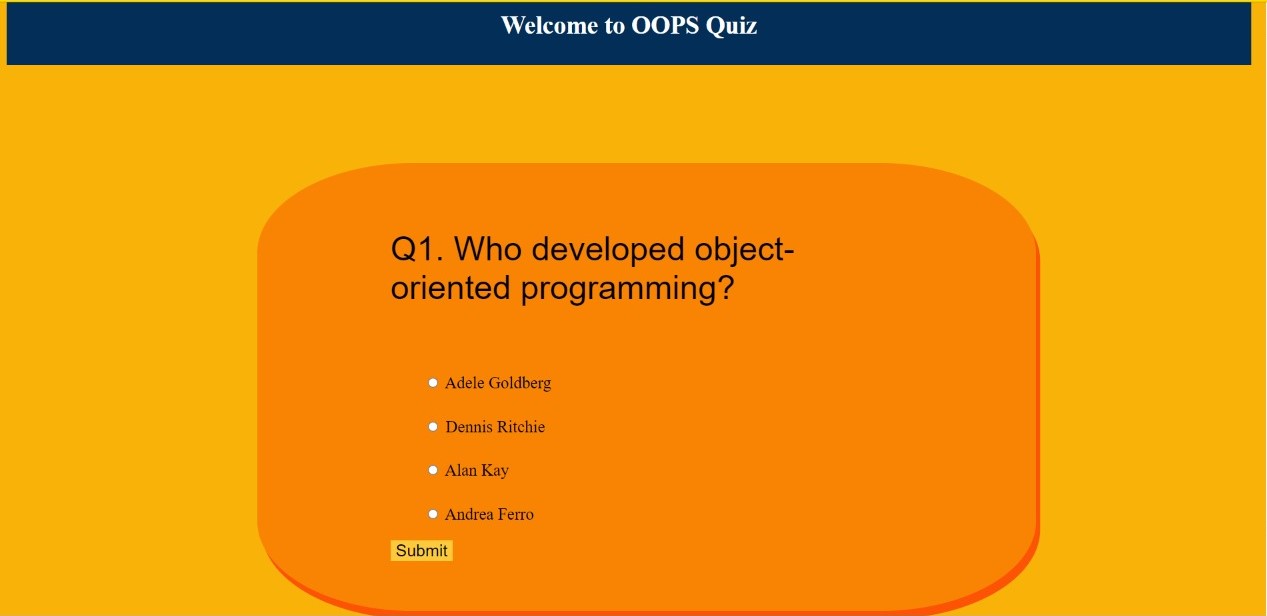 Welcome to OOPS Quiz
Q1. Who developed object-
oriented programming?
Adele Goldberg
Dennis Ritchie
Alan Kay
Andrea Ferro
Submit